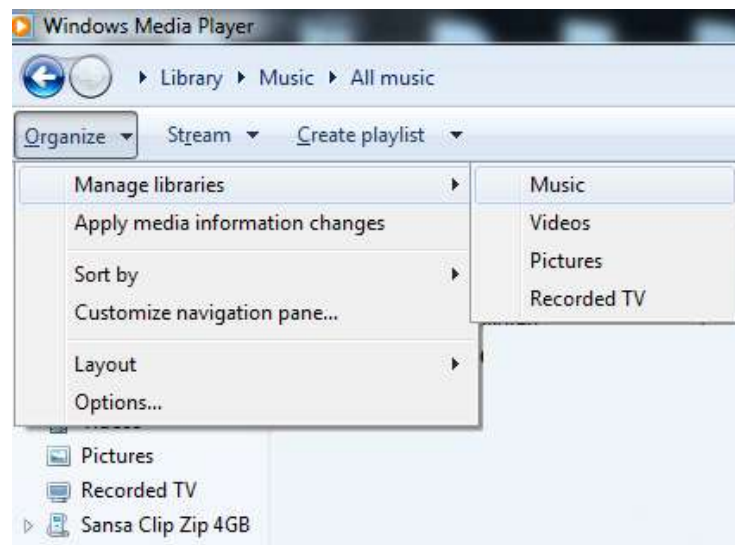 Windows Media Player
Library Music All music
Organize Stream Create playlist
Manage libraries
Apply media information changes
Sort by
Customize navigation pane...
Layout
Options...
Music
Videos
Pictures
Recorded TV
Pictures
Recorded TV
Sansa Clip Zip 4GB